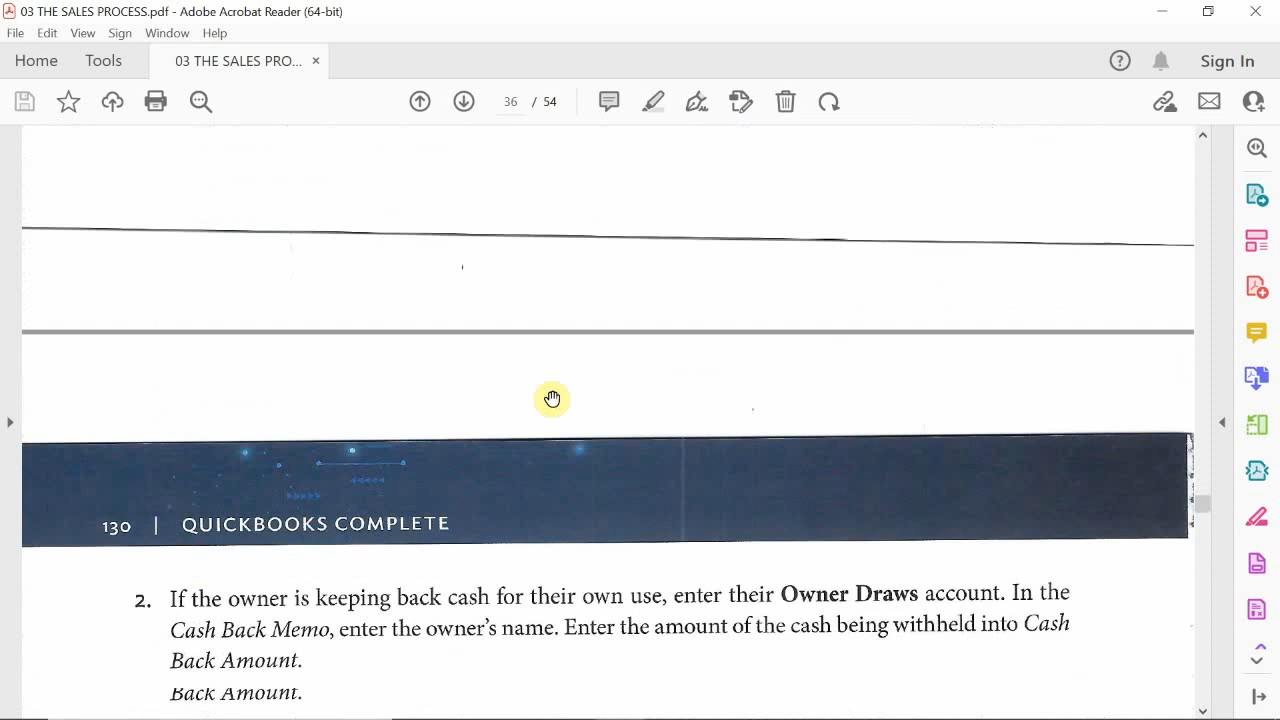 03 THE SALES PROCESS.pdf - Adobe Acrobat Reader (64-bit)
File Edit View Sign Window Help
Home Tools 03 THE SALES PRO... × Sign In
36 / 54
130 | QUICKBOOKS COMPLETE
2. If the owner is keeping back cash for their own use, enter their Owner Draws account. In the
Cash Back Memo, enter the owner's name. Enter the amount of the cash being withheld into Cash
Back Amount.
Back Amount.